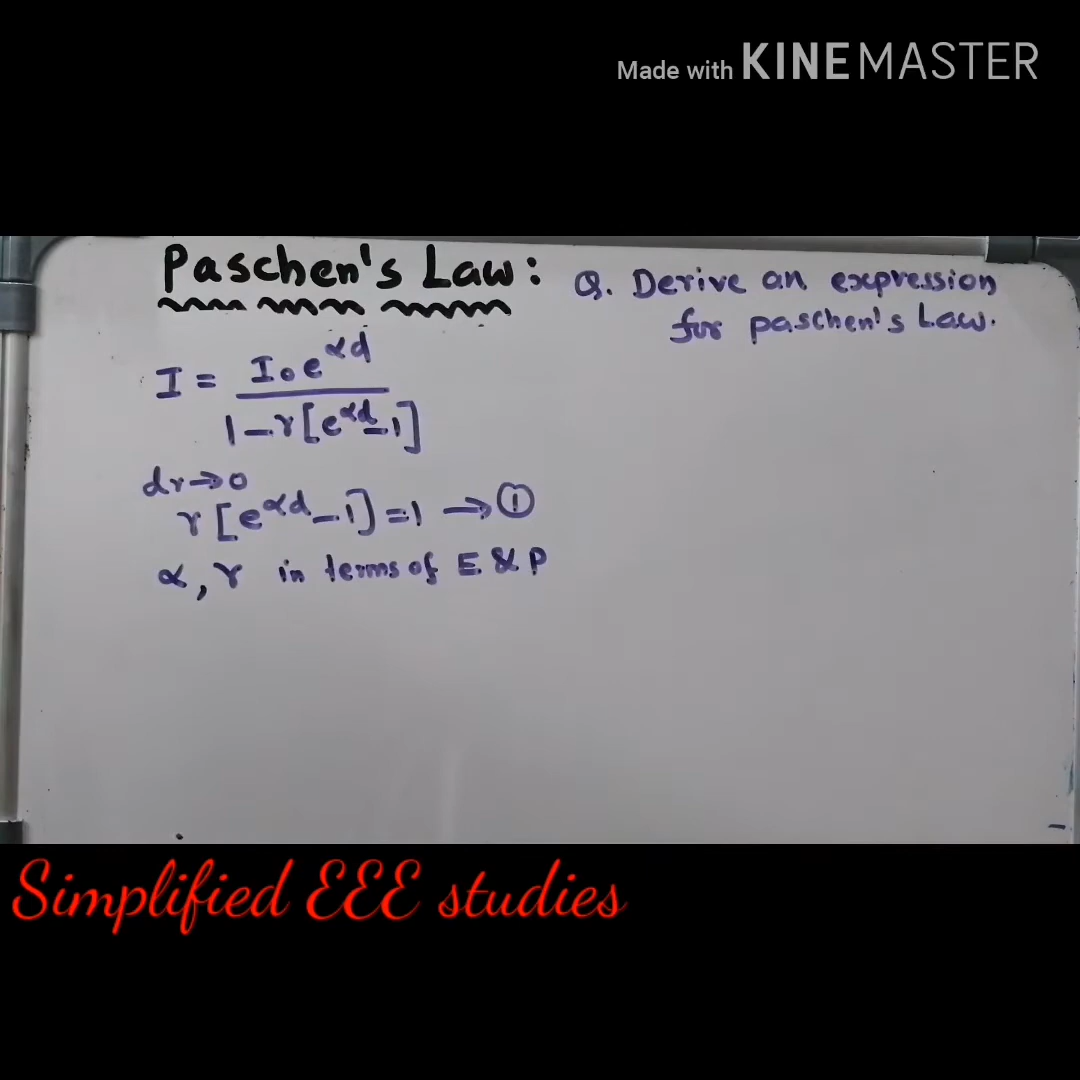 Made with KINEMASTER
Paschen's Law:
Q. Derive an expression
for paschen's Law.
I = I₀e^αd / 1-γ[e^αd-1]
dr→0
γ[e^αd-1]=1 →①
α, γ in terms of E & P
Simplified EEE studies